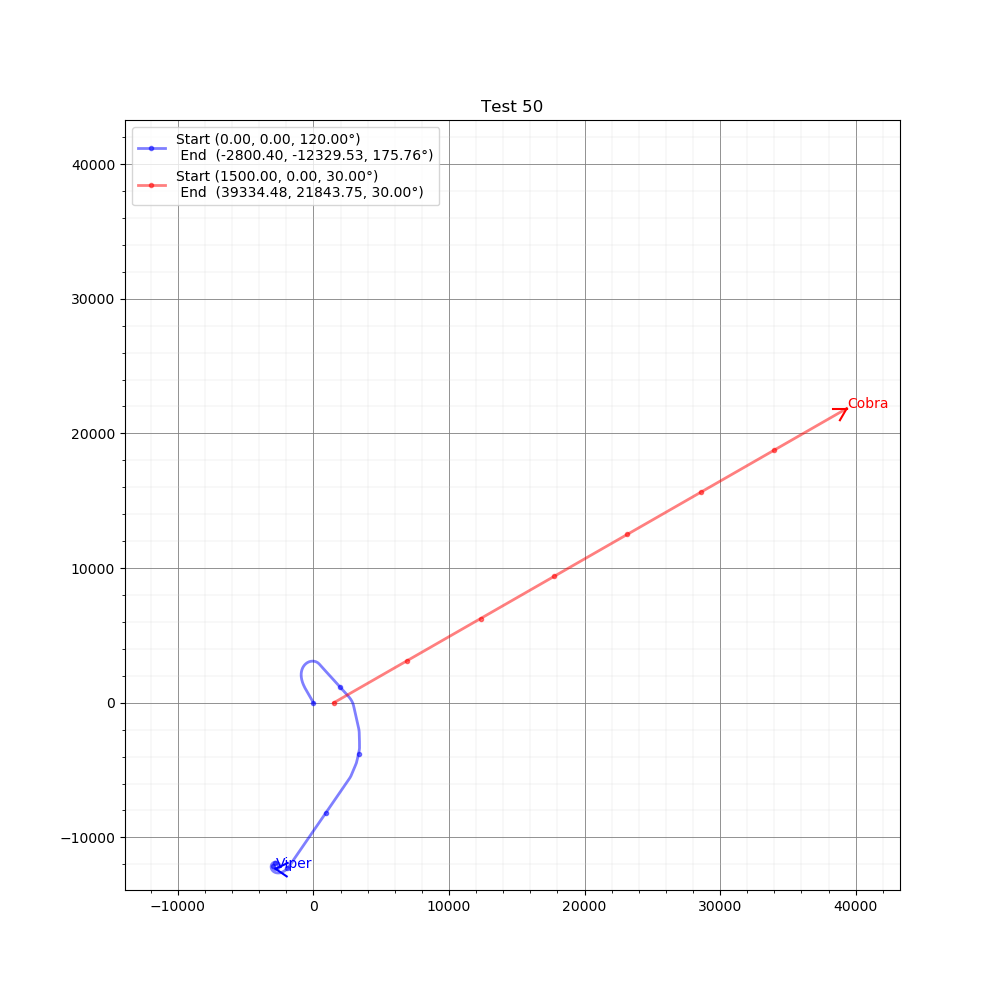 Test 50
Start (0.00, 0.00, 120.00°)
End (-2800.40, -12329.53, 175.76°)
Start (1500.00, 0.00, 30.00°)
End (39334.48, 21843.75, 30.00°)
40000
30000
Cobra
20000
10000
0
−10000
Viper
−10000 0 10000 20000 30000 40000